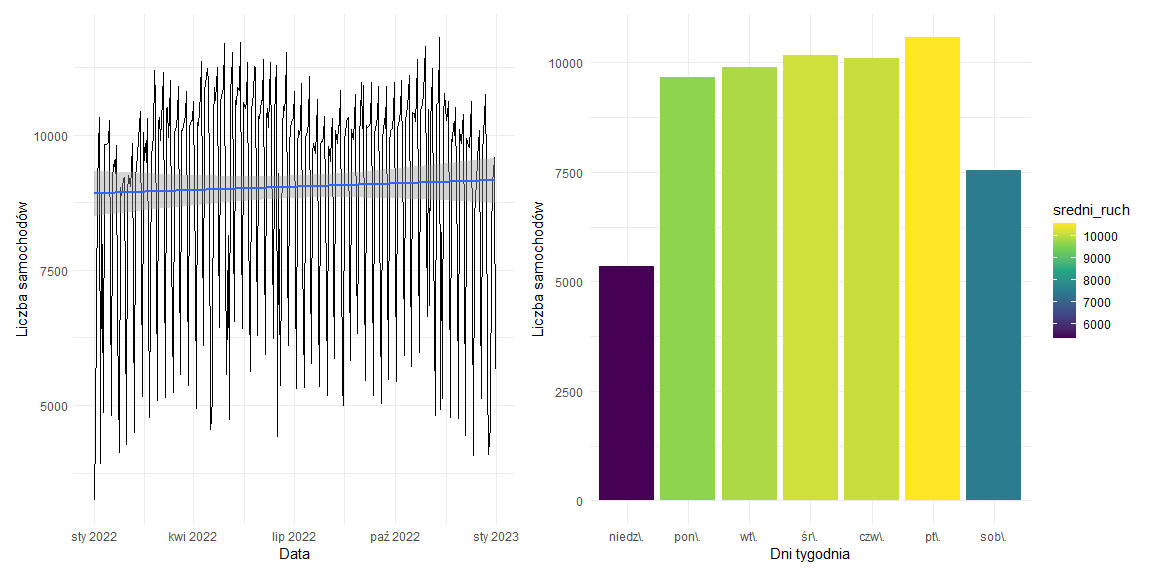 Liczba samochodów
10000
7500
5000
sty 2022
kwi 2022
lip 2022
paź 2022
sty 2023
Data
Liczba samochodów
10000
7500
5000
2500
0
niedz\.
pon\.
wt\.
śr\.
czw\.
pt\.
sob\.
Dni tygodnia
sredni_ruch
10000
9000
8000
7000
6000